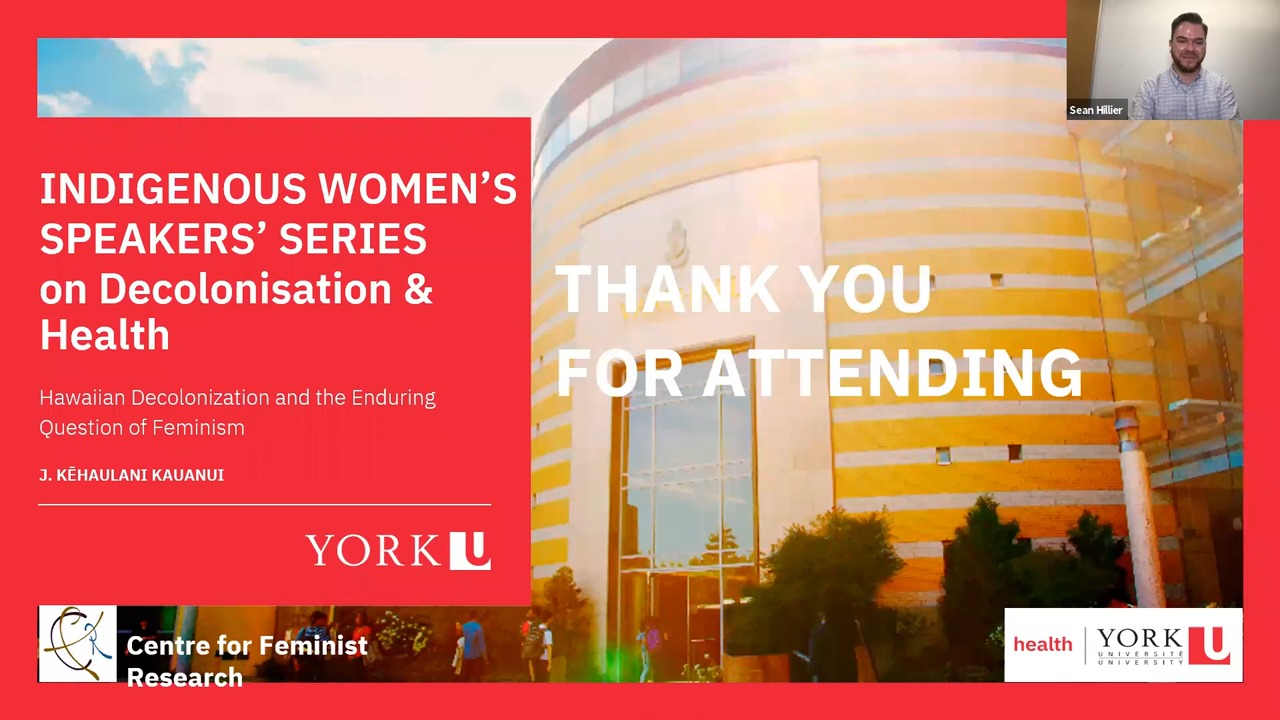 Sean Hillier
INDIGENOUS WOMEN’S
SPEAKERS’ SERIES
on Decolonisation &
Health
Hawaiian Decolonization and the Enduring
Question of Feminism
J. KĒHAULANI KAUANUI
YORK U
THANK YOU
FOR ATTENDING
Centre for Feminist
Research
health
YORK U
UNIVERSITÉ
UNIVERSITY